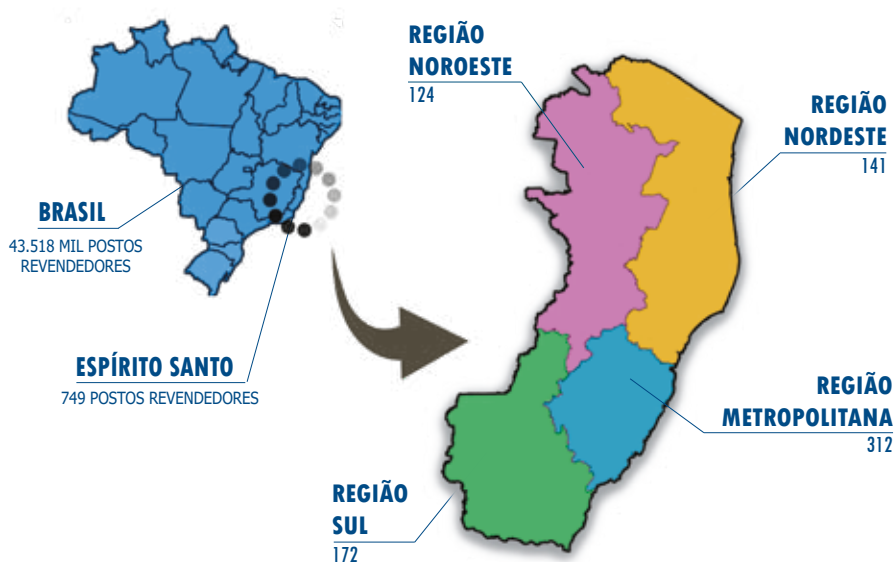 REGIÃO
NOROESTE
124
REGIÃO
NORDESTE
141
BRASIL
43.518 MIL POSTOS
REVENDEDORES
ESPÍRITO SANTO
749 POSTOS REVENDEDORES
REGIÃO
METROPOLITANA
312
REGIÃO
SUL
172